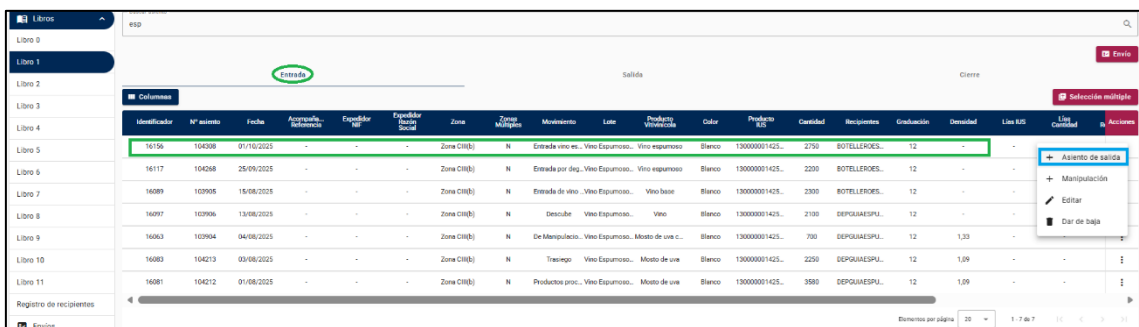 Libros
esp
Libro 0
Libro 1
Envío
Libro 2
Entrada
Salida
Cierre
Libro 3
Columnas
Selección múltiple
Libro 4
Identificador Nº asiento Fecha Acompaña... Referencia Expedidor NIF Expedidor Razón Social Zona Zonas Múltiples Movimiento Lote Producto Vitivinícola Color Producto IUS Cantidad Recipientes Graduación Densidad Lías IUS Lías Cantidad Acciones
Libro 5
16156 104308 01/10/2025 - - - Zona CIII(b) N Entrada vino es... Vino Espumoso... Vino espumoso Blanco 130000001425... 2750 BOTELLEROES... 12 - -
+ Asiento de salida
Libro 6
16117 104268 25/09/2025 - - - Zona CIII(b) N Entrada por deg... Vino Espumoso... Vino espumoso Blanco 130000001425... 2200 BOTELLEROES... 12 - -
+ Manipulación
Libro 7
16089 103905 15/08/2025 - - - Zona CIII(b) N Entrada de vino ... Vino Espumoso... Vino base Blanco 130000001425... 2300 BOTELLEROES... 12 - -
Editar
Libro 8
16097 103906 13/08/2025 - - - Zona CIII(b) N Descube Vino Espumoso... Vino Blanco 130000001425... 2100 DEPGUIAESPU... 12 - -
Dar de baja
Libro 9
16063 103904 04/08/2025 - - - Zona CIII(b) N De Manipulacio... Vino Espumoso... Mosto de uva c... Blanco 130000001425... 700 DEPGUIAESPU... 12 1,33 - -
Libro 10
16083 104213 03/08/2025 - - - Zona CIII(b) N Trasiego Vino Espumoso... Mosto de uva Blanco 130000001425... 2250 DEPGUIAESPU... 12 1,09 - -
Libro 11
16081 104212 01/08/2025 - - - Zona CIII(b) N Productos proc... Vino Espumoso... Mosto de uva Blanco 130000001425... 3580 DEPGUIAESPU... 12 1,09 - -
Registro de recipientes
Elementos por página 20 1 - 7 de 7
Envíos